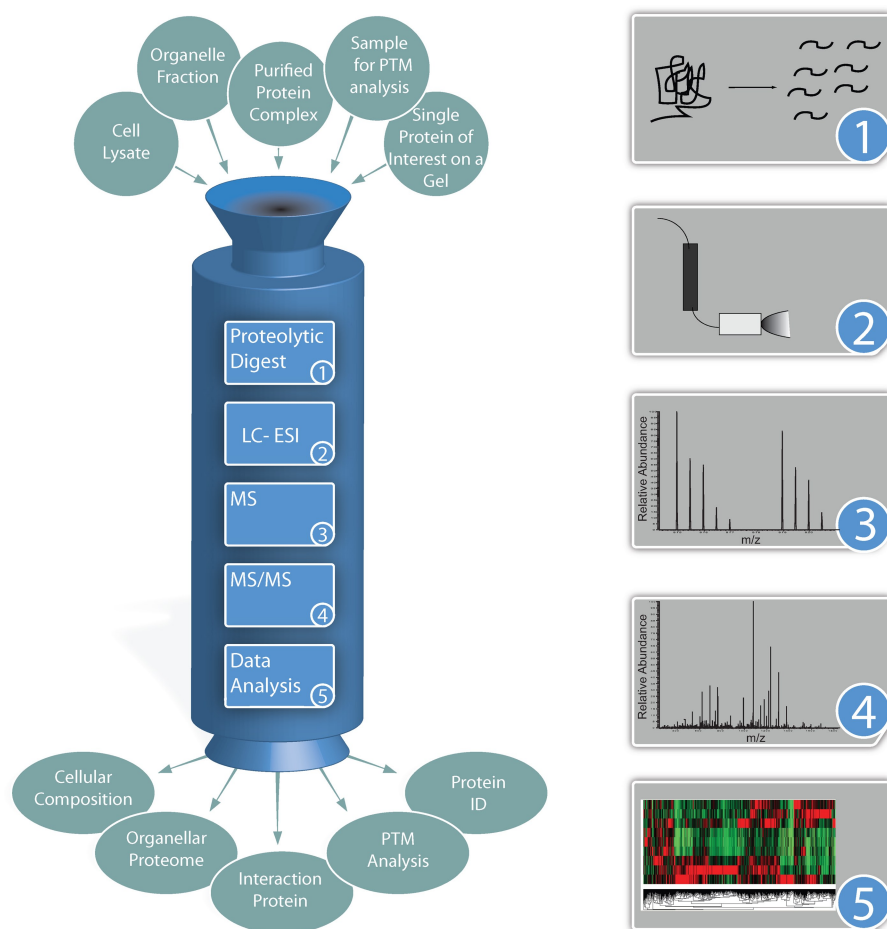 Organelle
Fraction
Purified
Protein
Complex
Sample
for PTM
analysis
Cell
Lysate
Single
Protein of
Interest on a
Gel
Proteolytic
Digest
1
LC- ESI
2
MS
3
MS/MS
4
Data
Analysis
5
Cellular
Composition
Organellar
Proteome
Interaction
Protein
PTM
Analysis
Protein
ID
1
2
Relative Abundance
m/z
3
Relative Abundance
m/z
4
5